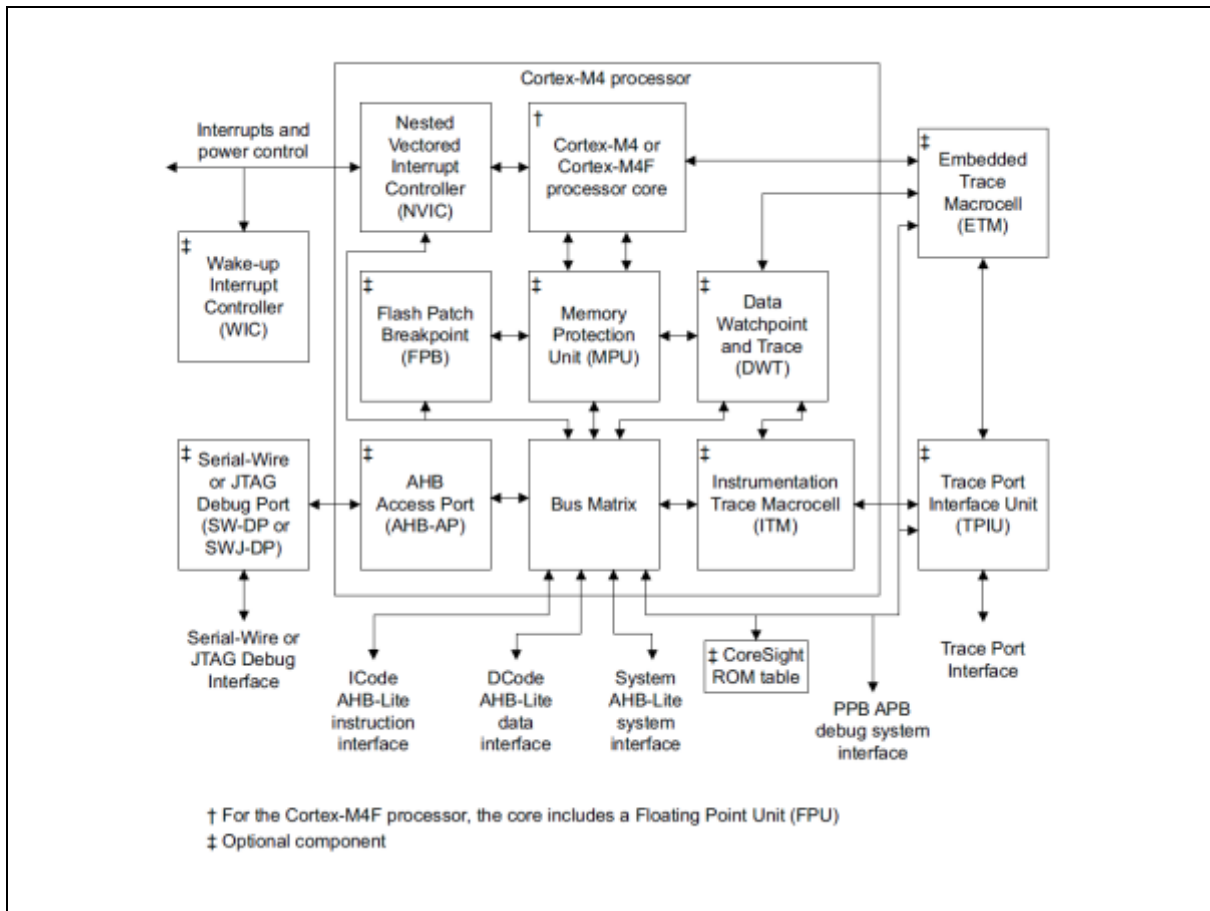 Cortex-M4 processor
Interrupts and
power control
Nested
Vectored
Interrupt
Controller
(NVIC)
†
Cortex-M4 or
Cortex-M4F
processor core
‡
Embedded
Trace
Macrocell
(ETM)
‡
Wake-up
Interrupt
Controller
(WIC)
‡
Flash Patch
Breakpoint
(FPB)
‡
Memory
Protection
Unit (MPU)
‡
Data
Watchpoint
and Trace
(DWT)
‡
Serial-Wire
or JTAG
Debug Port
(SW-DP or
SWJ-DP)
‡
AHB
Access Port
(AHB-AP)
Bus Matrix
‡
Instrumentation
Trace Macrocell
(ITM)
‡
Trace Port
Interface Unit
(TPIU)
Serial-Wire or
JTAG Debug
Interface
ICode
AHB-Lite
instruction
interface
DCode
AHB-Lite
data
interface
System
AHB-Lite
system
interface
‡ CoreSight
ROM table
PPB APB
debug system
interface
Trace Port
Interface
† For the Cortex-M4F processor, the core includes a Floating Point Unit (FPU)
‡ Optional component